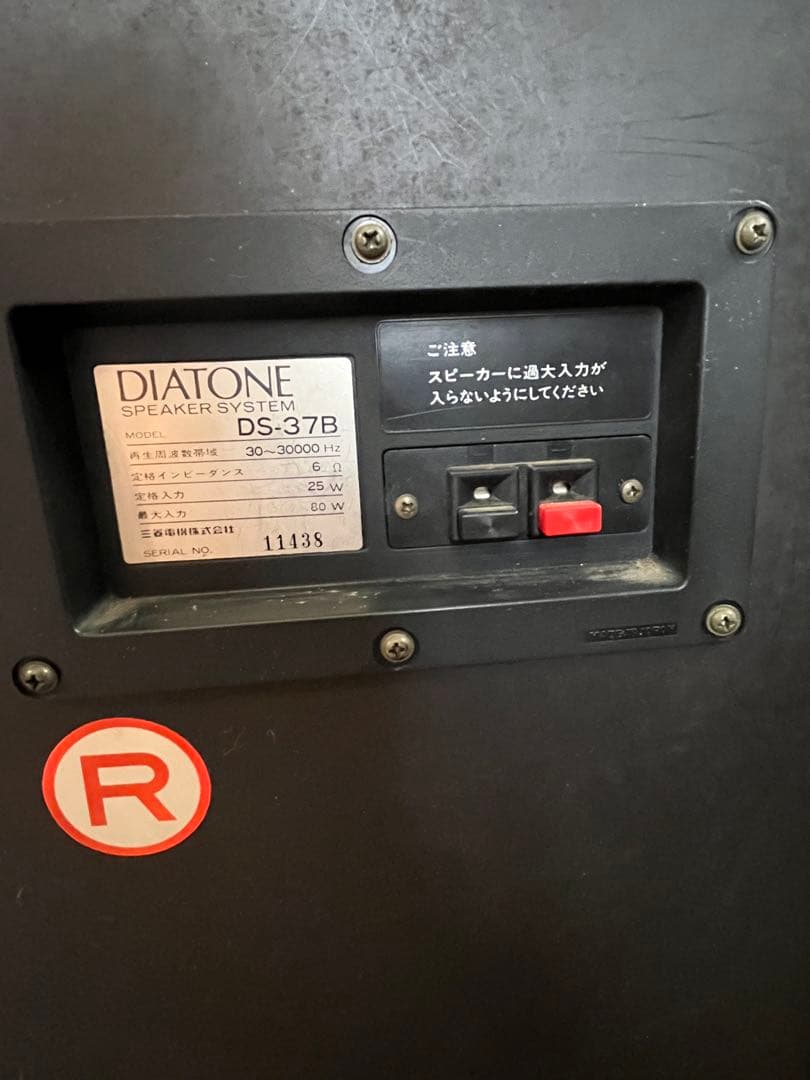 DIATONE
SPEAKER SYSTEM
MODEL DS-37B
再生周波数帯域 30~30000 Hz
定格インピーダンス 6 Ω
定格入力 25 W
最大入力 80 W
三菱電機株式会社
SERIAL NO. 11438
ご注意
スピーカーに過大入力が
入らないようにしてください
MADE IN JAPAN
R